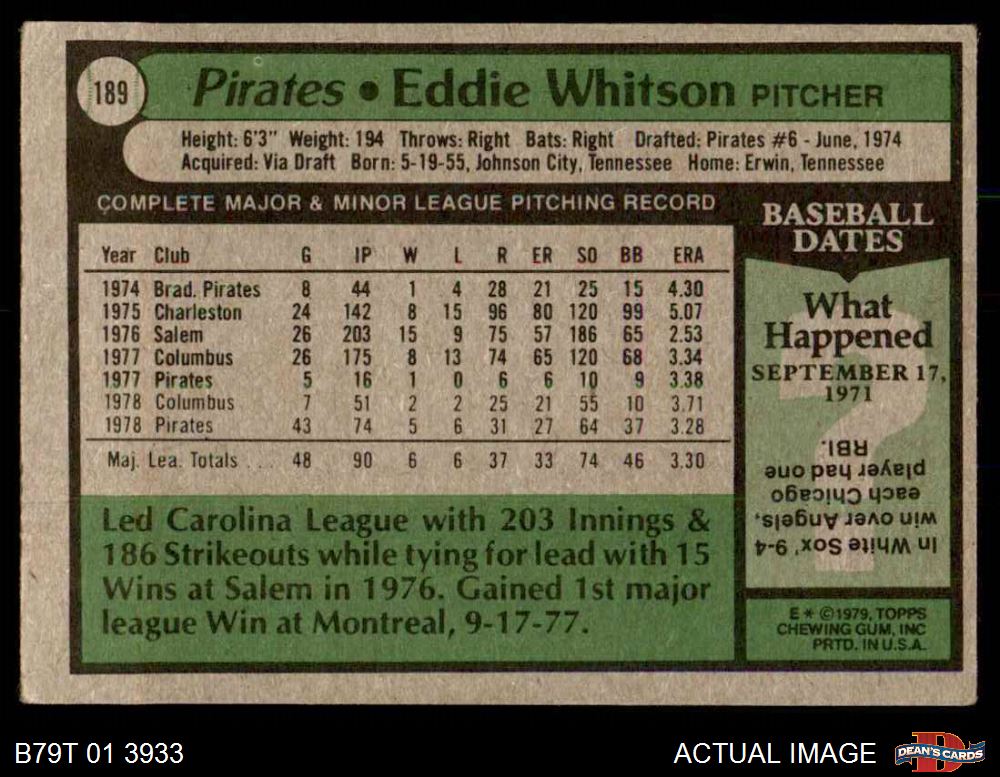 189
Pirates • Eddie Whitson PITCHER
Height: 6'3" Weight: 194 Throws: Right Bats: Right Drafted: Pirates #6 - June, 1974
Acquired: Via Draft Born: 5-19-55, Johnson City, Tennessee Home: Erwin, Tennessee
COMPLETE MAJOR & MINOR LEAGUE PITCHING RECORD
Year Club G IP W L R ER SO BB ERA
1974 Brad. Pirates 8 44 1 4 28 21 25 15 4.30
1975 Charleston 24 142 8 15 96 80 120 99 5.07
1976 Salem 26 203 15 9 75 57 186 65 2.53
1977 Columbus 26 175 8 13 74 65 120 68 3.34
1977 Pirates 5 16 1 0 6 6 10 9 3.38
1978 Columbus 7 51 2 2 25 21 55 10 3.71
1978 Pirates 43 74 5 6 31 27 64 37 3.28
Maj. Lea. Totals . . . 48 90 6 6 37 33 74 46 3.30
Led Carolina League with 203 Innings &
186 Strikeouts while tying for lead with 15
Wins at Salem in 1976. Gained 1st major
league Win at Montreal, 9-17-77.
BASEBALL
DATES
What
Happened
SEPTEMBER 17,
1971
?
In White Sox' 9-4
win over Angels,
each Chicago
player had one
RBI.
E * © 1979, TOPPS
CHEWING GUM, INC
PRTD. IN U.S.A.
B79T 01 3933
ACTUAL IMAGE
D
DEAN'S CARDS